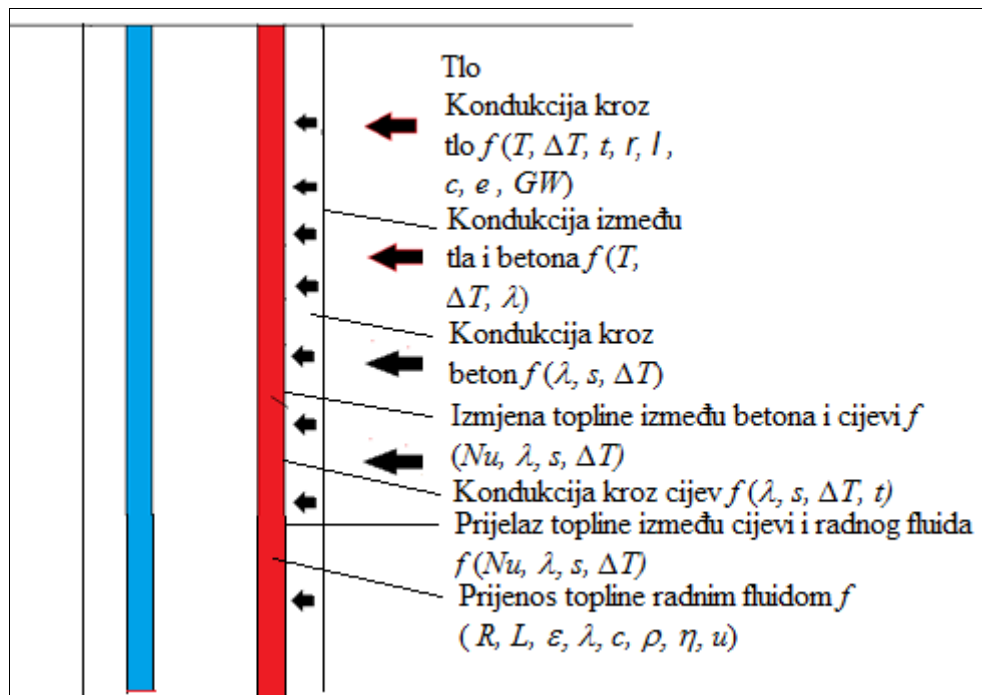 Tlo
Kondukcija kroz
tlo f (T, ΔT, t, r, l ,
c, e , GW)
Kondukcija između
tla i betona f (T,
ΔT, λ)
Kondukcija kroz
beton f (λ, s, ΔT)
Izmjena topline između betona i cijevi f
(Nu, λ, s, ΔT)
Kondukcija kroz cijev f (λ, s, ΔT, t)
Prijelaz topline između cijevi i radnog fluida
f (Nu, λ, s, ΔT)
Prijenos topline radnim fluidom f
( R, L, ε, λ, c, ρ, η, u)